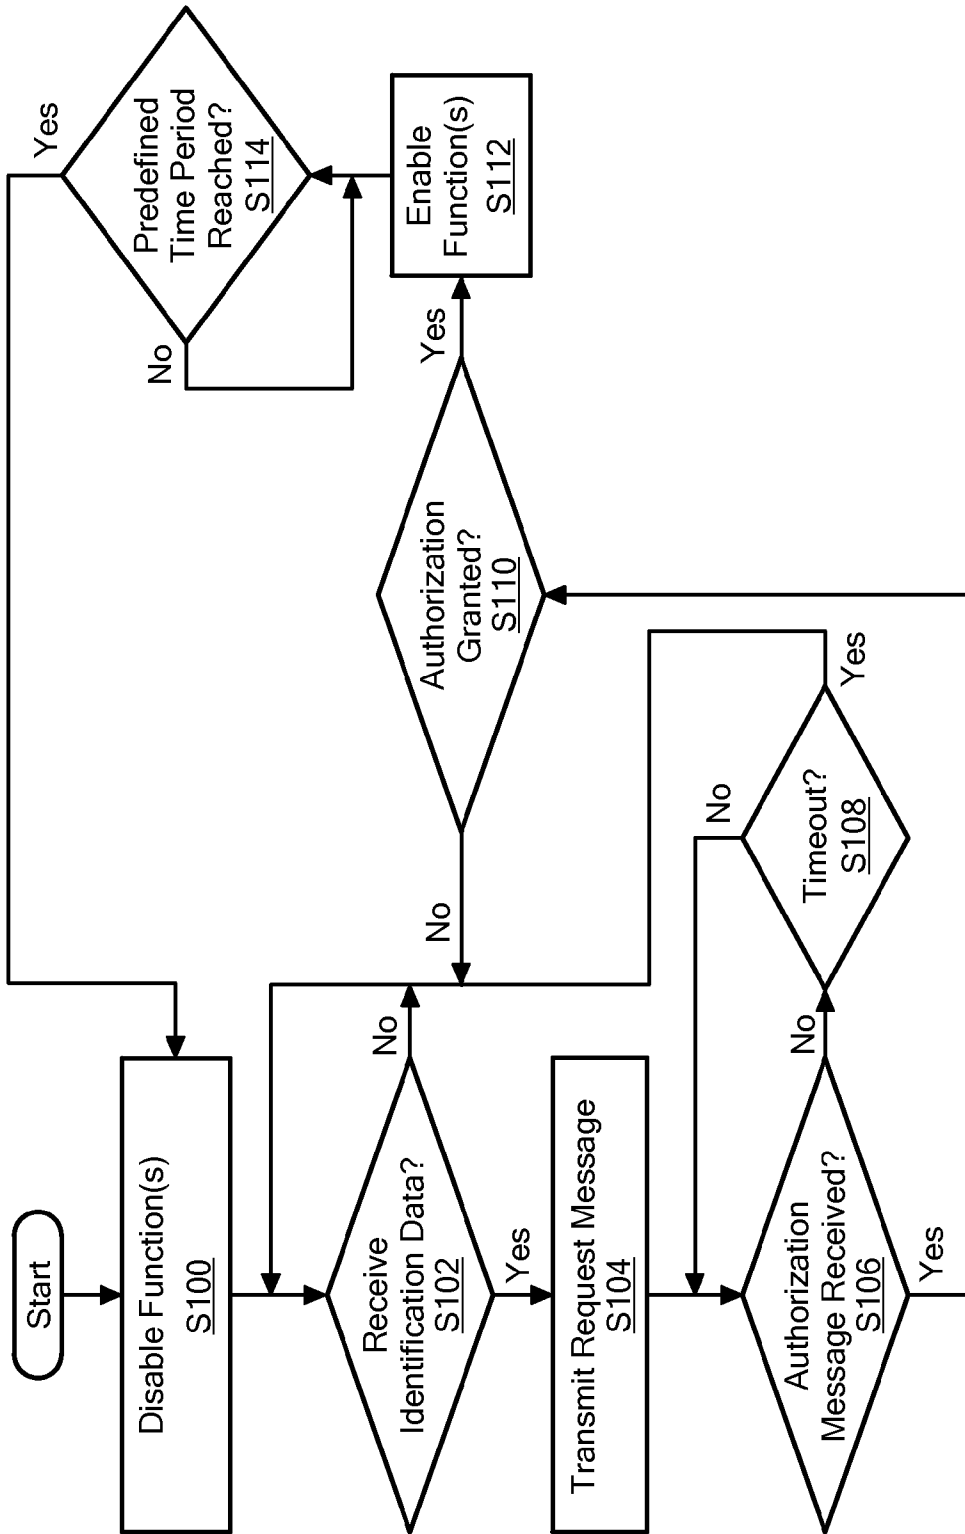 Start
Disable Function(s)
S100
Receive
Identification Data?
S102
No
Yes
Transmit Request Message
S104
Authorization
Message Received?
S106
No
Yes
Timeout?
S108
No
Yes
Authorization
Granted?
S110
No
Yes
Enable
Function(s)
S112
Predefined
Time Period
Reached?
S114
No
Yes